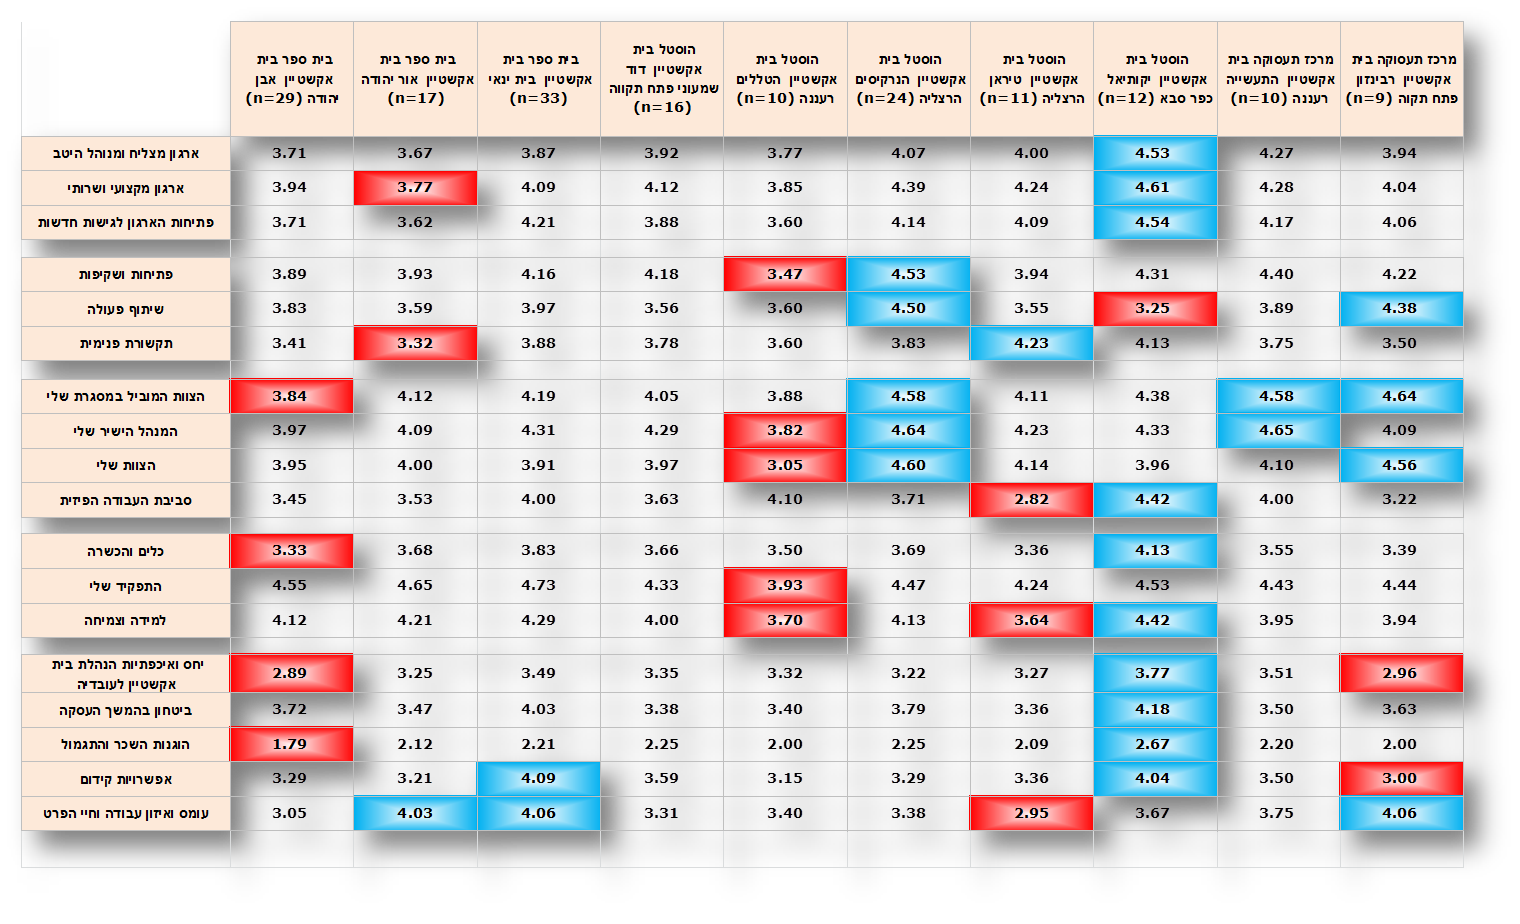 בית ספר בית
אקשטיין אבן
יהודה (n=29)
בית ספר בית
אקשטיין אור יהודה
(n=17)
בית ספר בית
אקשטיין בית ינאי
(n=33)
הוסטל בית
אקשטיין דוד
שמעוני פתח תקווה
(n=16)
הוסטל בית
אקשטיין הטללים
רעננה (n=10)
הוסטל בית
אקשטיין הנרקיסים
הרצליה (n=24)
הוסטל בית
אקשטיין טיראן
הרצליה (n=11)
הוסטל בית
אקשטיין יקותיאל
כפר סבא (n=12)
מרכז תעסוקה בית
אקשטיין התעשייה
רעננה (n=10)
מרכז תעסוקה בית
אקשטיין רבינזון
פתח תקוה (n=9)
ארגון מצליח ומנוהל היטב 3.71 3.67 3.87 3.92 3.77 4.07 4.00 4.53 4.27 3.94
ארגון מקצועי ושרותי 3.94 3.77 4.09 4.12 3.85 4.39 4.24 4.61 4.28 4.04
פתיחות הארגון לגישות חדשות 3.71 3.62 4.21 3.88 3.60 4.14 4.09 4.54 4.17 4.06
פתיחות ושקיפות 3.89 3.93 4.16 4.18 3.47 4.53 3.94 4.31 4.40 4.22
שיתוף פעולה 3.83 3.59 3.97 3.56 3.60 4.50 3.55 3.25 3.89 4.38
תקשורת פנימית 3.41 3.32 3.88 3.78 3.60 3.83 4.23 4.13 3.75 3.50
הצוות המוביל במסגרת שלי 3.84 4.12 4.19 4.05 3.88 4.58 4.11 4.38 4.58 4.64
המנהל הישיר שלי 3.97 4.09 4.31 4.29 3.82 4.64 4.23 4.33 4.65 4.09
הצוות שלי 3.95 4.00 3.91 3.97 3.05 4.60 4.14 3.96 4.10 4.56
סביבת העבודה הפיזית 3.45 3.53 4.00 3.63 4.10 3.71 2.82 4.42 4.00 3.22
כלים והכשרה 3.33 3.68 3.83 3.66 3.50 3.69 3.36 4.13 3.55 3.39
התפקיד שלי 4.55 4.65 4.73 4.33 3.93 4.47 4.24 4.53 4.43 4.44
למידה וצמיחה 4.12 4.21 4.29 4.00 3.70 4.13 3.64 4.42 3.95 3.94
יחס ואיכפתיות הנהלת בית
אקשטיין לעובדיה 2.89 3.25 3.49 3.35 3.32 3.22 3.27 3.77 3.51 2.96
ביטחון בהמשך העסקה 3.72 3.47 4.03 3.38 3.40 3.79 3.36 4.18 3.50 3.63
הוגנות השכר והתגמול 1.79 2.12 2.21 2.25 2.00 2.25 2.09 2.67 2.20 2.00
אפשרויות קידום 3.29 3.21 4.09 3.59 3.15 3.29 3.36 4.04 3.50 3.00
עומס ואיזון עבודה וחיי הפרט 3.05 4.03 4.06 3.31 3.40 3.38 2.95 3.67 3.75 4.06